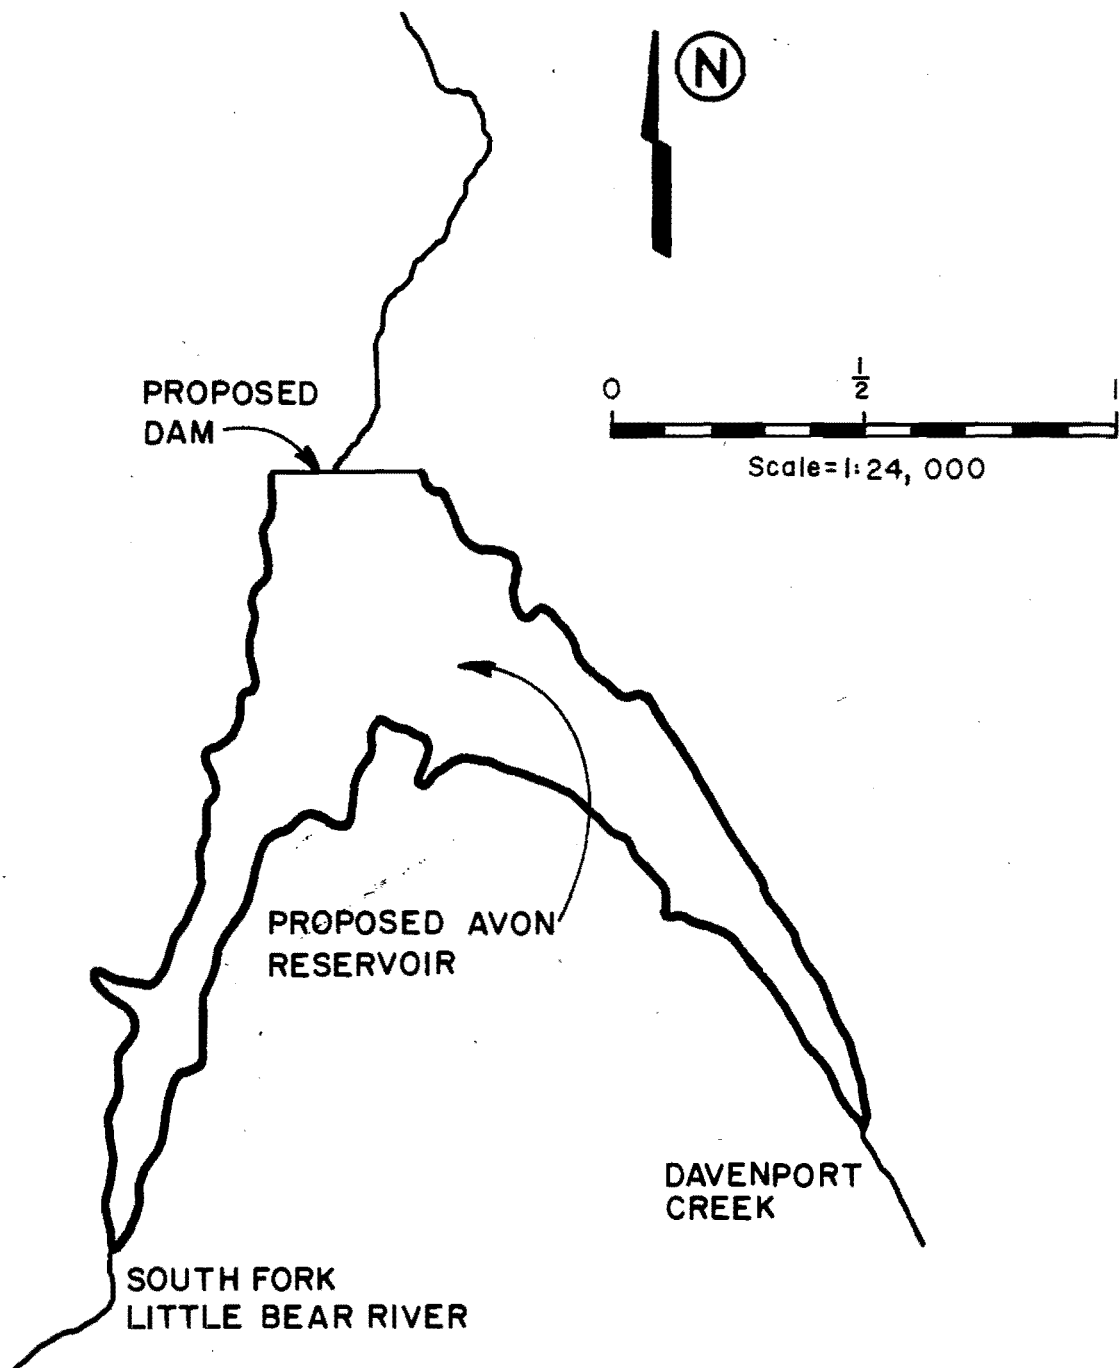 N
0 1/2 1
Scale=1:24,000
PROPOSED
DAM
PROPOSED AVON
RESERVOIR
DAVENPORT
CREEK
SOUTH FORK
LITTLE BEAR RIVER